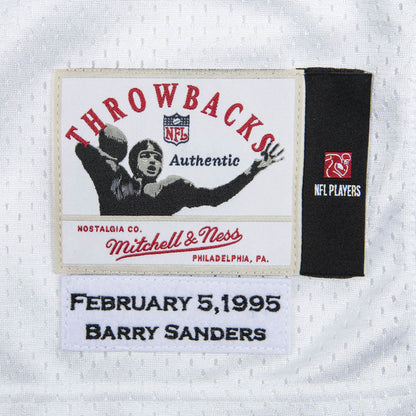 THROWBACKS
NFL
Authentic
NFL PLAYERS
NOSTALGIA CO.
Mitchell & Ness
PHILADELPHIA, PA.
FEBRUARY 5, 1995
BARRY SANDERS